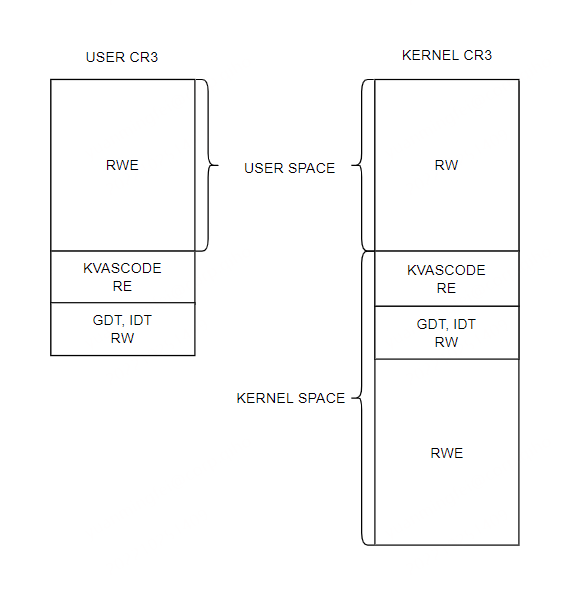 USER CR3
KERNEL CR3
RWE
USER SPACE
RW
KVASCODE
RE
KVASCODE
RE
GDT, IDT
RW
GDT, IDT
RW
KERNEL SPACE
RWE